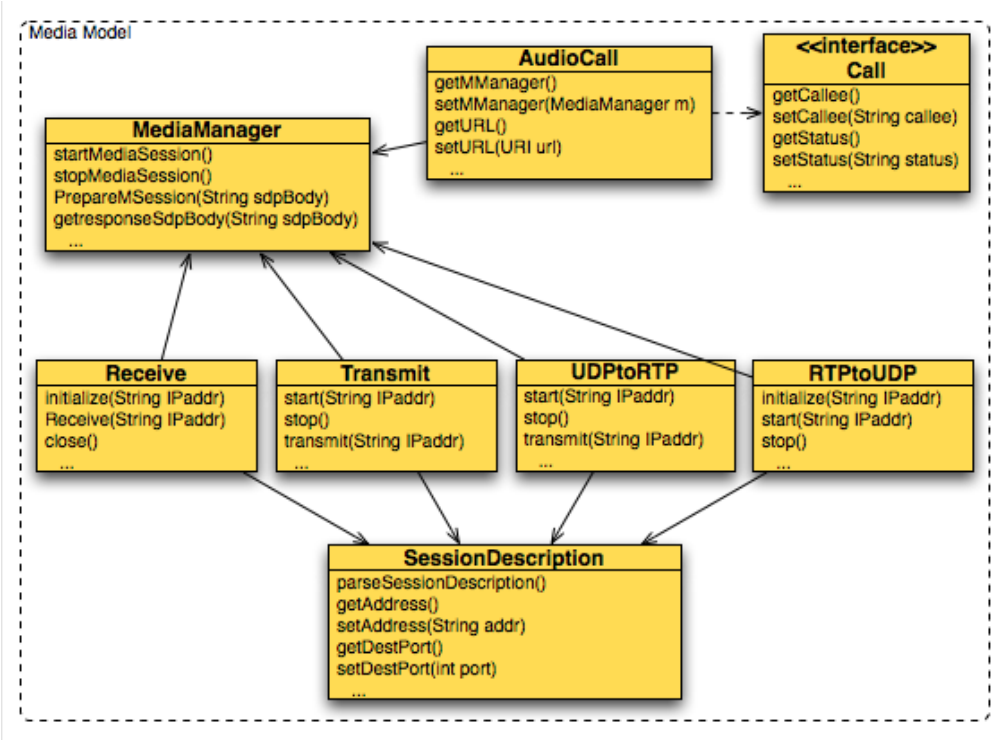 Media Model
AudioCall
getMManager()
setMManager(MediaManager m)
getURL()
setURL(URI url)
...
<<interface>>
Call
getCallee()
setCallee(String callee)
getStatus()
setStatus(String status)
...
MediaManager
startMediaSession()
stopMediaSession()
PrepareMSession(String sdpBody)
getresponseSdpBody(String sdpBody)
...
Receive
initialize(String IPaddr)
Receive(String IPaddr)
close()
...
Transmit
start(String IPaddr)
stop()
transmit(String IPaddr)
...
UDPtoRTP
start(String IPaddr)
stop()
transmit(String IPaddr)
...
RTPtoUDP
initialize(String IPaddr)
start(String IPaddr)
stop()
...
SessionDescription
parseSessionDescription()
getAddress()
setAddress(String addr)
getDestPort()
setDestPort(int port)
...